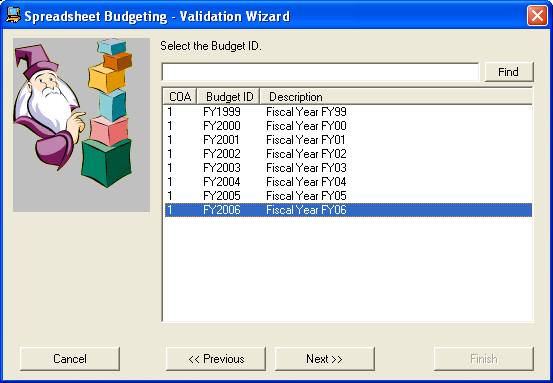 Spreadsheet Budgeting - Validation Wizard
Select the Budget ID.
Find
COA Budget ID Description
1 FY1999 Fiscal Year FY99
1 FY2000 Fiscal Year FY00
1 FY2001 Fiscal Year FY01
1 FY2002 Fiscal Year FY02
1 FY2003 Fiscal Year FY03
1 FY2004 Fiscal Year FY04
1 FY2005 Fiscal Year FY05
1 FY2006 Fiscal Year FY06
Cancel << Previous Next >> Finish